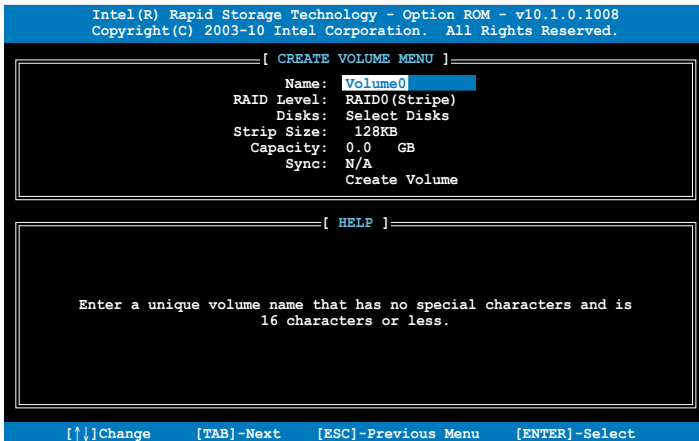 Intel(R) Rapid Storage Technology - Option ROM - v10.1.0.1008
Copyright(C) 2003-10 Intel Corporation.  All Rights Reserved.
[ CREATE VOLUME MENU ]
Name: Volume0
RAID Level: RAID0(Stripe)
Disks: Select Disks
Strip Size: 128KB
Capacity: 0.0 GB
Sync: N/A
Create Volume
[ HELP ]
Enter a unique volume name that has no special characters and is
16 characters or less.
[↑↓]Change [TAB]-Next [ESC]-Previous Menu [ENTER]-Select